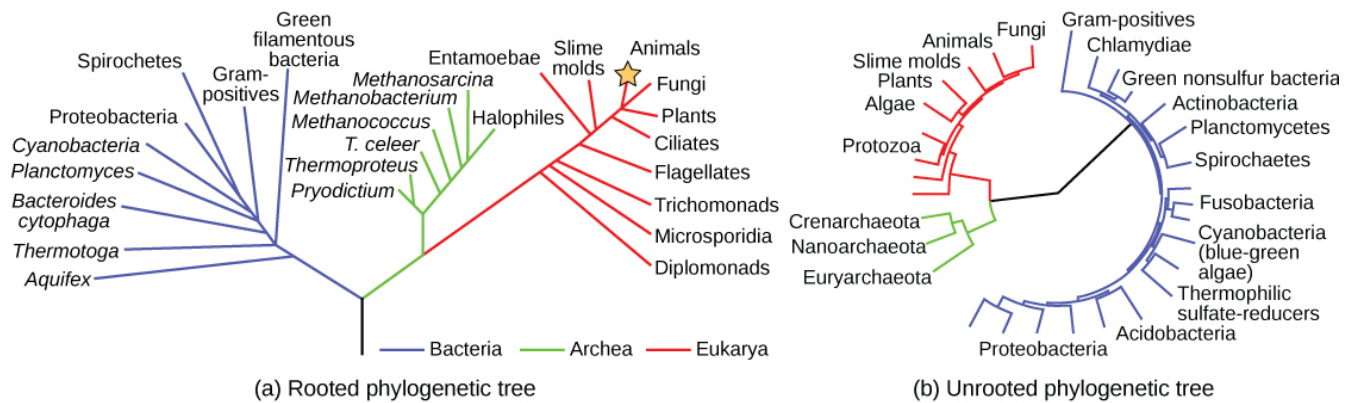 Green
filamentous
bacteria
Spirochetes
Gram-
positives
Proteobacteria
Cyanobacteria
Planctomyces
Bacteroides
cytophaga
Thermotoga
Aquifex
Entamoebae
Slime
molds
Animals
Methanosarcina
Methanobacterium
Methanococcus
T. celeer
Thermoproteus
Pryodictium
Halophiles
Fungi
Plants
Ciliates
Flagellates
Trichomonads
Microsporidia
Diplomonads
Bacteria
Archea
Eukarya
(a) Rooted phylogenetic tree
Fungi
Animals
Slime molds
Plants
Algae
Protozoa
Crenarchaeota
Nanoarchaeota
Euryarchaeota
Gram-positives
Chlamydiae
Green nonsulfur bacteria
Actinobacteria
Planctomycetes
Spirochaetes
Fusobacteria
Cyanobacteria
(blue-green
algae)
Thermophilic
sulfate-reducers
Acidobacteria
Proteobacteria
(b) Unrooted phylogenetic tree